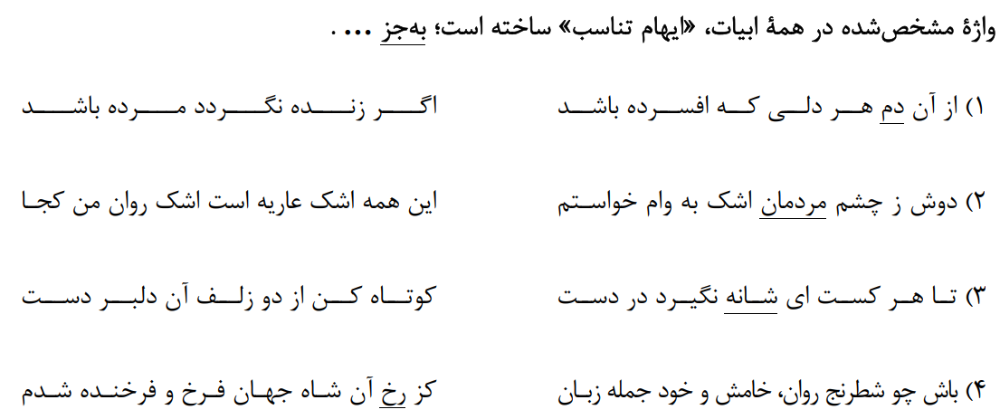 واژهٔ مشخص‌شده در همهٔ ابیات، «ایهام تناسب» ساخته است؛ به‌جز ... .
۱) از آن دم هر دلی که افسرده باشد اگر زنده نگردد مرده باشد
۲) دوش ز چشم مردمان اشک به وام خواستم این همه اشک عاریه است اشک روان من کجا
۳) تا هر کست ای شانه نگیرد در دست کوتاه کن از دو زلف آن دلبر دست
۴) باش چو شطرنج روان، خامش و خود جمله زبان کز رخ آن شاه جهان فرخ و فرخنده شدم